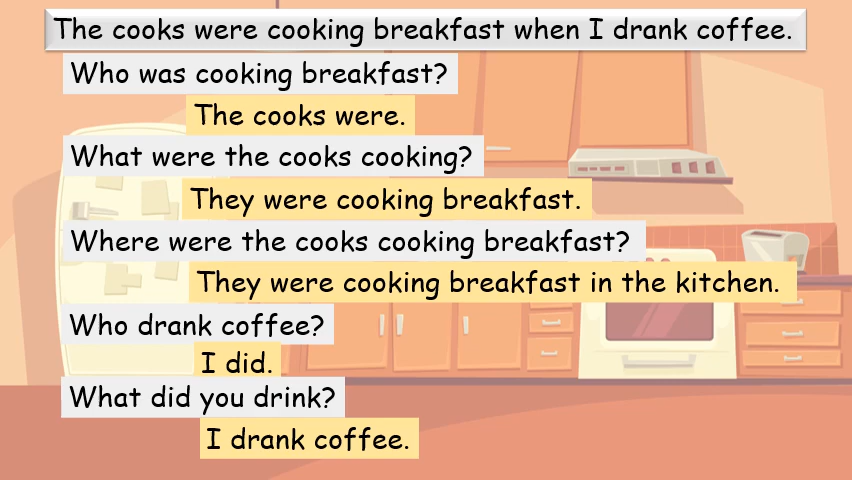 The cooks were cooking breakfast when I drank coffee.
Who was cooking breakfast?
The cooks were.
What were the cooks cooking?
They were cooking breakfast.
Where were the cooks cooking breakfast?
They were cooking breakfast in the kitchen.
Who drank coffee?
I did.
What did you drink?
I drank coffee.